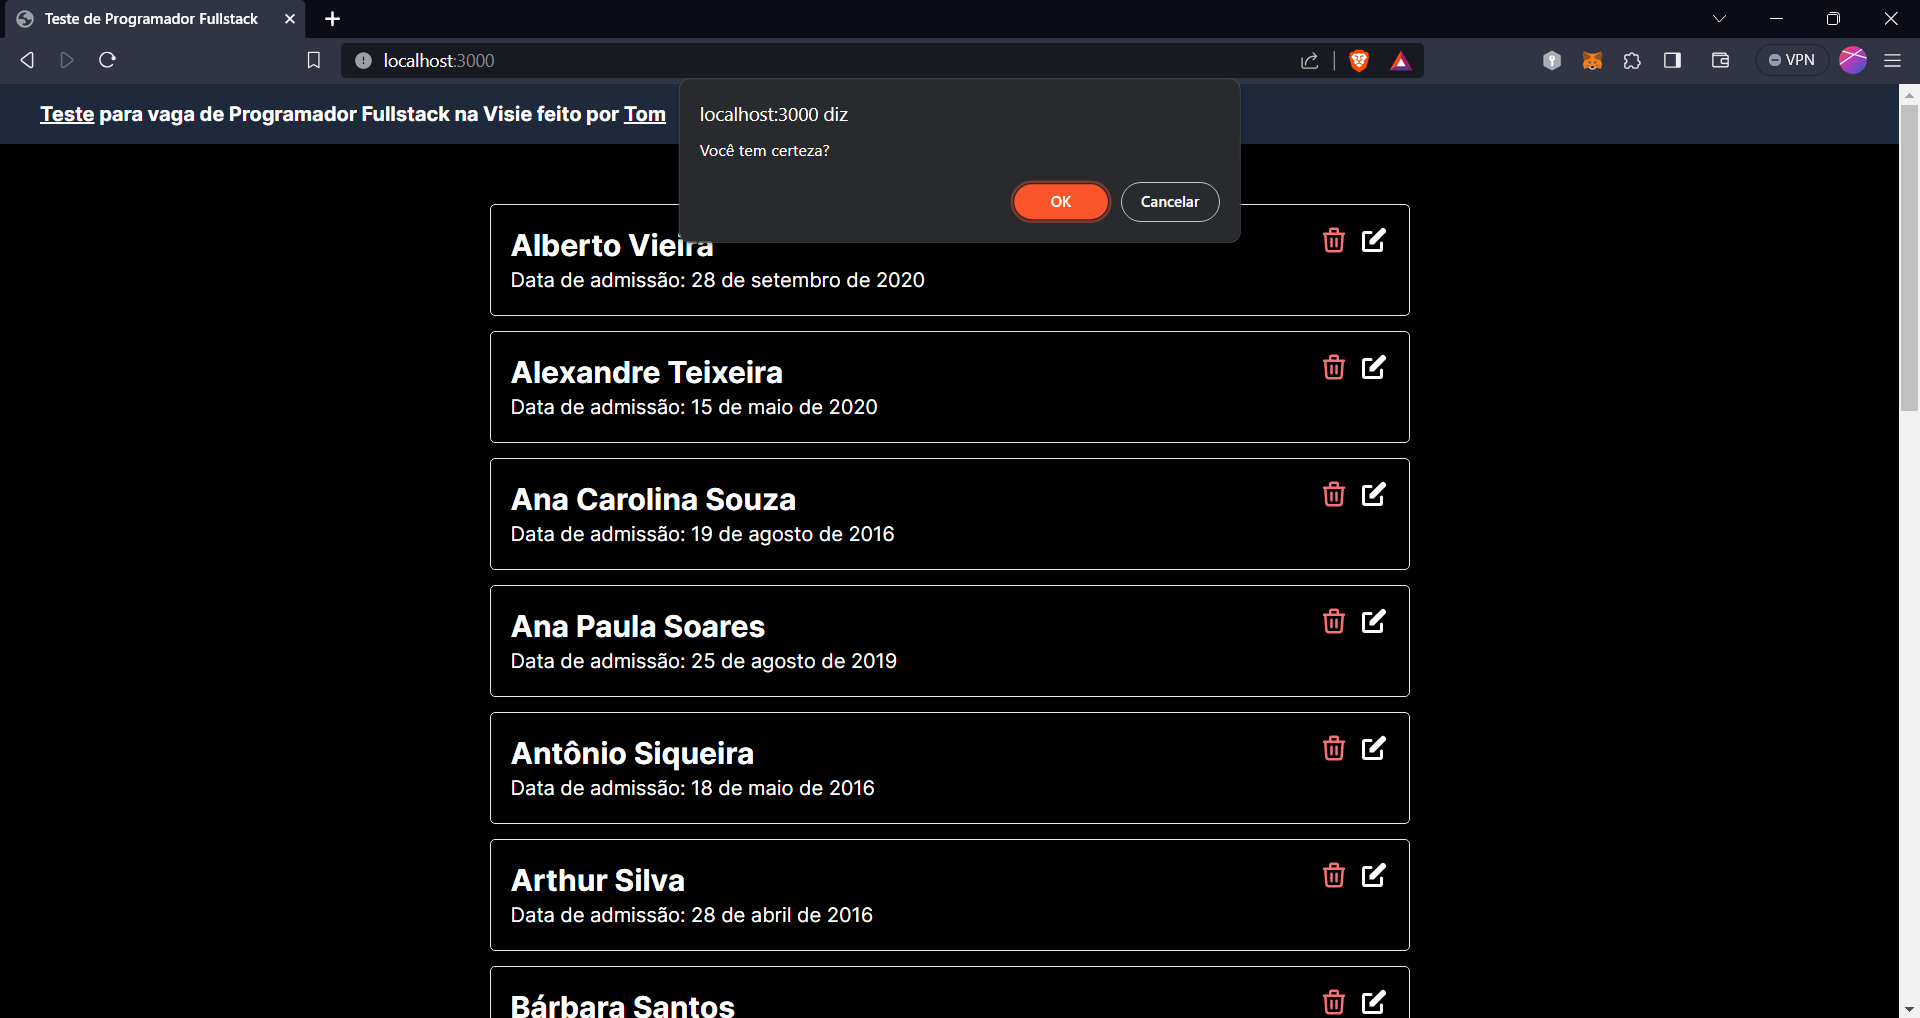 Teste de Programador Fullstack
localhost:3000
VPN
Teste para vaga de Programador Fullstack na Visie feito por Tom
localhost:3000 diz
Você tem certeza?
OK
Cancelar
Alberto Vieira
Data de admissão: 28 de setembro de 2020
Alexandre Teixeira
Data de admissão: 15 de maio de 2020
Ana Carolina Souza
Data de admissão: 19 de agosto de 2016
Ana Paula Soares
Data de admissão: 25 de agosto de 2019
Antônio Siqueira
Data de admissão: 18 de maio de 2016
Arthur Silva
Data de admissão: 28 de abril de 2016
Bárbara Santos